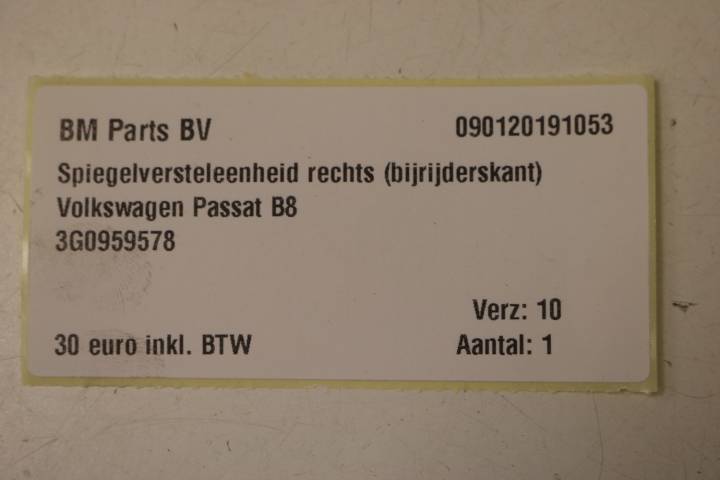 BM Parts BV 090120191053
Spiegelversteleenheid rechts (bijrijderskant)
Volkswagen Passat B8
3G0959578
Verz: 10
30 euro inkl. BTW Aantal: 1